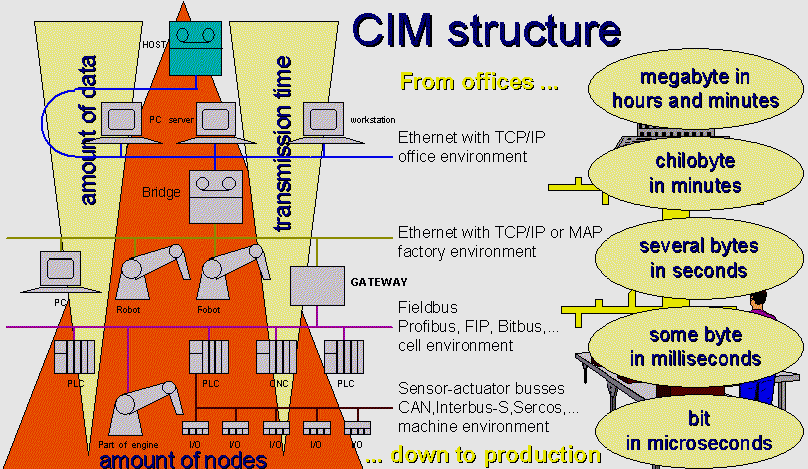 CIM structure
HOST
From offices ...
megabyte in
hours and minutes
amount of data
transmission time
PC server
workstation
Ethernet with TCP/IP
office environment
chilobyte
in minutes
Bridge
Ethernet with TCP/IP or MAP
factory environment
several bytes
in seconds
PC
Robot
Fobot
GATEWAY
Fieldbus
Profibus, FIP, Bitbus,...
cell environment
some byte
in milliseconds
PLC
PLC
CNC
PLC
Sensor-actuator busses
CAN,Interbus-S,Sercos,...
machine environment
bit
in microseconds
Part of engine
I/O
I/O
I/O
I/O
I/O
amount of nodes
... down to production